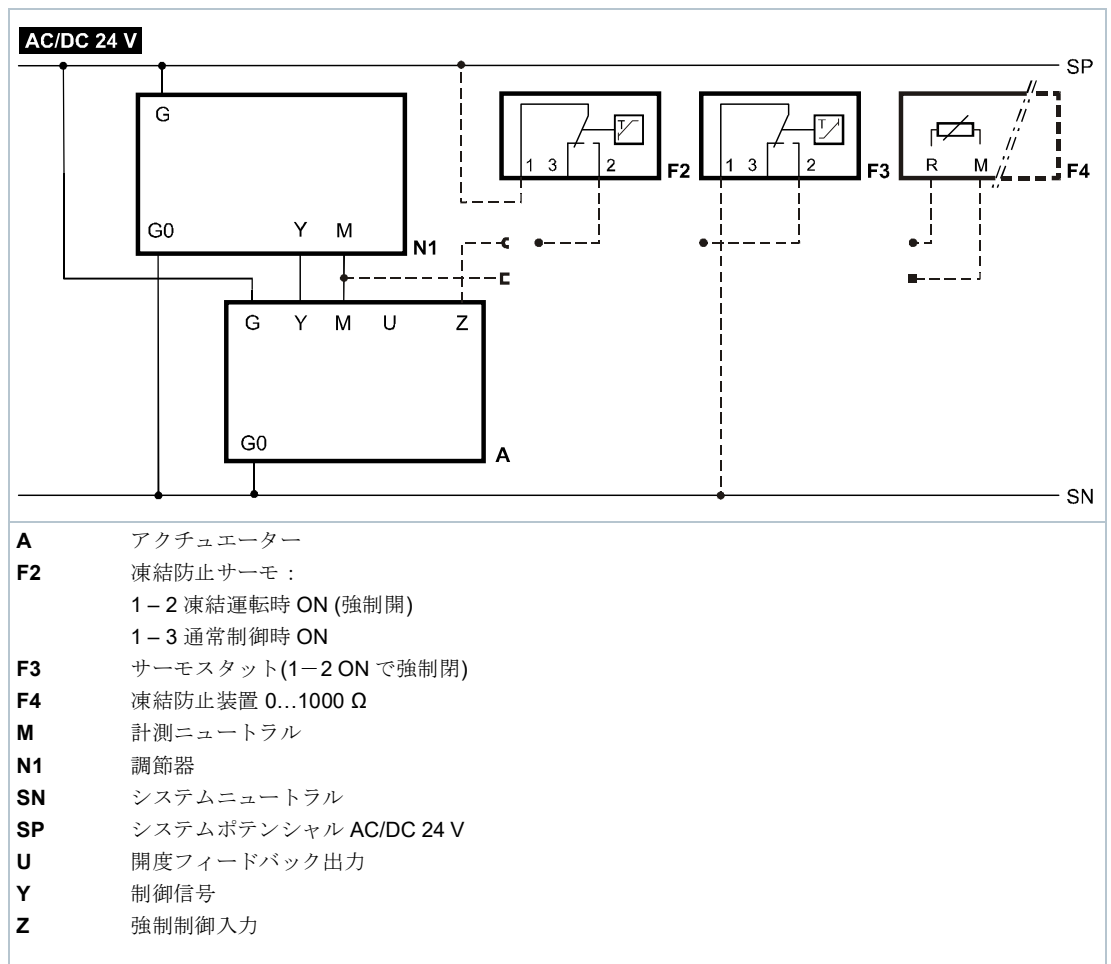 AC/DC 24 V
SP
G
1 3 2
F2
1 3 2
F3
R M
F4
G0 Y M
N1
G Y M U Z
G0
A
SN
A アクチュエーター
F2 凍結防止サーモ :
1 – 2 凍結運転時 ON (強制開)
1 – 3 通常制御時 ON
F3 サーモスタット(1－2 ON で強制閉)
F4 凍結防止装置 0…1000 Ω
M 計測ニュートラル
N1 調節器
SN システムニュートラル
SP システムポテンシャル AC/DC 24 V
U 開度フィードバック出力
Y 制御信号
Z 強制制御入力